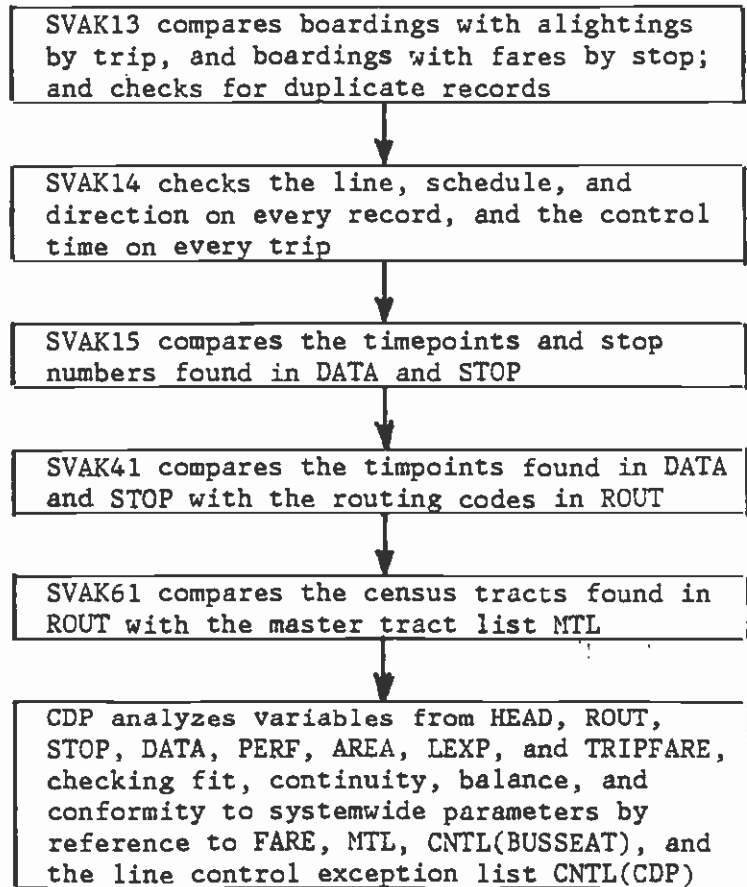 SVAK13 compares boardings with alightings
by trip, and boardings with fares by stop;
and checks for duplicate records
SVAK14 checks the line, schedule, and
direction on every record, and the control
time on every trip
SVAK15 compares the timepoints and stop
numbers found in DATA and STOP
SVAK41 compares the timpoints found in DATA
and STOP with the routing codes in ROUT
SVAK61 compares the census tracts found in
ROUT with the master tract list MTL
CDP analyzes variables from HEAD, ROUT,
STOP, DATA, PERF, AREA, LEXP, and TRIPFARE,
checking fit, continuity, balance, and
conformity to systemwide parameters by
reference to FARE, MTL, CNTL(BUSSEAT), and
the line control exception list CNTL(CDP)